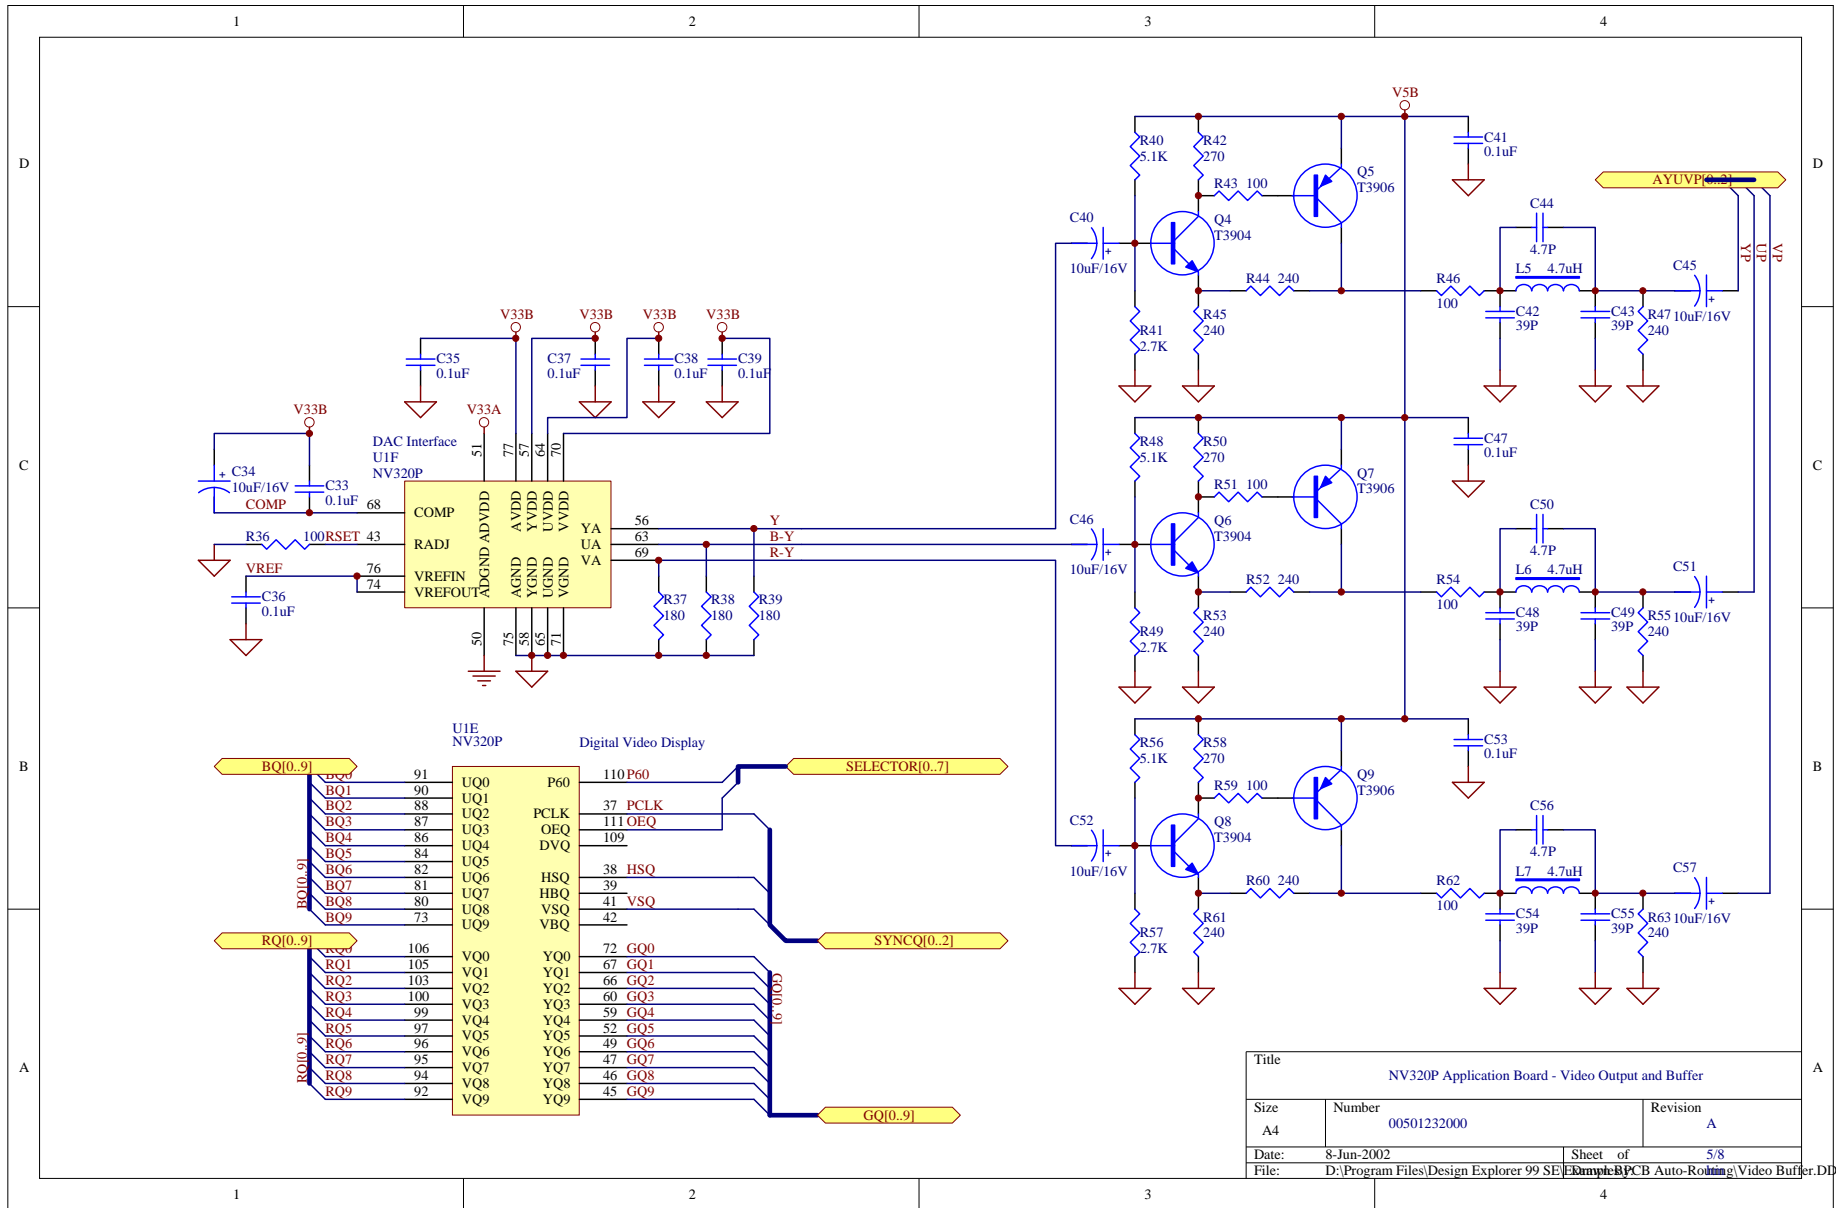 1 2 3 4
D
C
B
A
D
C
B
A
V33B
C34
10uF/16V
C33
0.1uF
COMP
R36
100
RSET
VREF
C36
0.1uF
V33B V33B V33B V33B
C35
0.1uF
C37
0.1uF
C38
0.1uF
C39
0.1uF
V33A
DAC Interface
U1F
NV320P
51 77 57 64 70
ADVDD AVDD YVDD UVDD VVDD
68 COMP
43 RADJ
76 VREFIN
74 VREFOUT
YA 56 Y
UA 63 B-Y
VA 69 R-Y
ADGND AGND YGND UGND VGND
50 75 58 65 71
R37
180
R38
180
R39
180
U1E
NV320P
Digital Video Display
BQ[0..9]
BQ0 91 UQ0
BQ1 90 UQ1
BQ2 88 UQ2
BQ3 87 UQ3
BQ4 86 UQ4
BQ5 84 UQ5
BQ6 82 UQ6
BQ7 81 UQ7
BQ8 80 UQ8
BQ9 73 UQ9
BQ[0..9]
RQ[0..9]
RQ0 106 VQ0
RQ1 105 VQ1
RQ2 103 VQ2
RQ3 100 VQ3
RQ4 99 VQ4
RQ5 97 VQ5
RQ6 96 VQ6
RQ7 95 VQ7
RQ8 94 VQ8
RQ9 92 VQ9
RQ[0..9]
P60 110 P60
PCLK 37 PCLK
OEQ 111 OEQ
DVQ 109
HSQ 38 HSQ
HBQ 39
VSQ 41 VSQ
VBQ 42
YQ0 72 GQ0
YQ1 67 GQ1
YQ2 66 GQ2
YQ3 60 GQ3
YQ4 59 GQ4
YQ5 52 GQ5
YQ6 49 GQ6
YQ7 47 GQ7
YQ8 46 GQ8
YQ9 45 GQ9
GQ[0..9]
SELECTOR[0..7]
SYNCQ[0..2]
GQ[0..9]
V5B
C40
10uF/16V
R40
5.1K
R41
2.7K
R42
270
R43 100
Q4
T3904
Q5
T3906
R44 240
R45
240
C41
0.1uF
R46
100
C44
4.7P
L5 4.7uH
C42
39P
C43
39P
R47
240
C45
10uF/16V
AYUVP[0..2]
YP
UP
VP
C46
10uF/16V
R48
5.1K
R49
2.7K
R50
270
R51 100
Q6
T3904
Q7
T3906
R52 240
R53
240
C47
0.1uF
R54
100
C50
4.7P
L6 4.7uH
C48
39P
C49
39P
R55
240
C51
10uF/16V
C52
10uF/16V
R56
5.1K
R57
2.7K
R58
270
R59 100
Q8
T3904
Q9
T3906
R60 240
R61
240
C53
0.1uF
R62
100
C56
4.7P
L7 4.7uH
C54
39P
C55
39P
R63
240
C57
10uF/16V
Title
NV320P Application Board - Video Output and Buffer
Size Number Revision
A4 00501232000 A
Date: 8-Jun-2002 Sheet of 5/8
File: D:\Program Files\Design Explorer 99 SE\Examples\PCB Auto-Routing\Video Buffer.DD
1 2 3 4